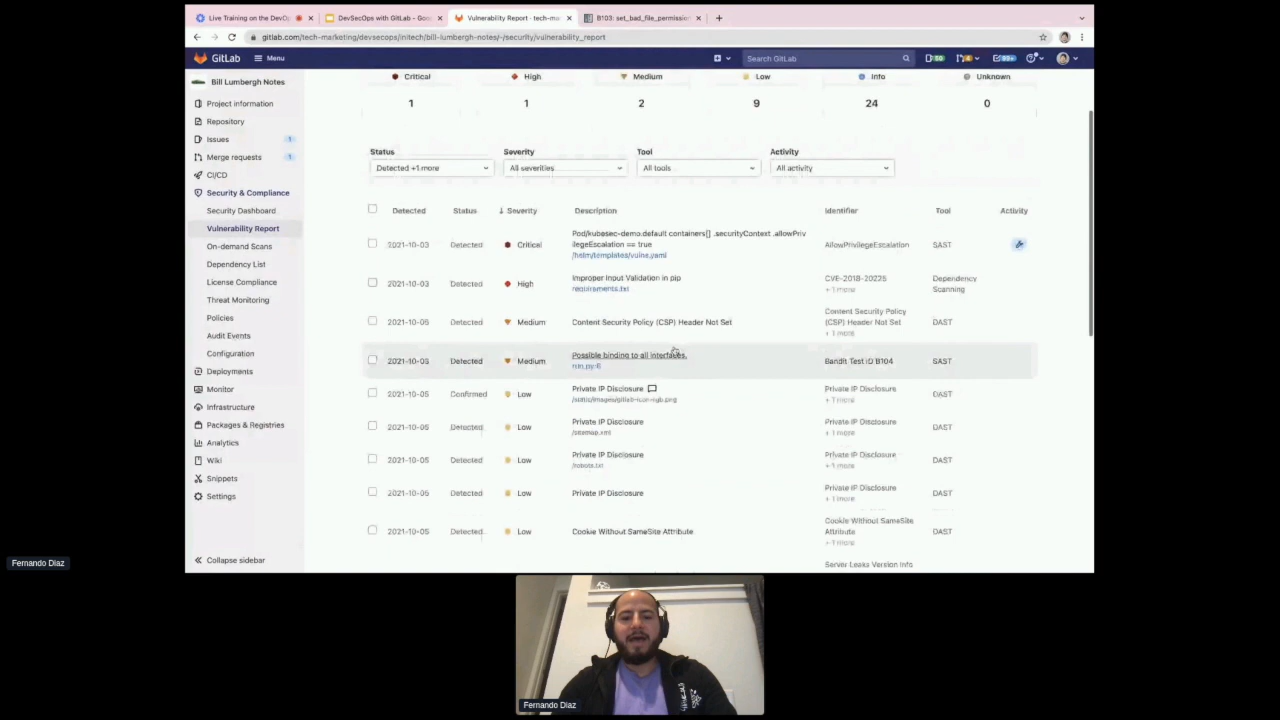 Live Training on the DevO
DevSecOps with GitLab - Goo
Vulnerability Report · tech-ma
B103: set_bad_file_permission
gitlab.com/tech-marketing/devsecops/initech/bill-lumbergh-notes/-/security/vulnerability_report
GitLab
Menu
Search GitLab
Bill Lumbergh Notes
Project information
Repository
Issues 1
Merge requests 1
CI/CD
Security & Compliance
Security Dashboard
Vulnerability Report
On-demand Scans
Dependency List
License Compliance
Threat Monitoring
Policies
Audit Events
Configuration
Deployments
Monitor
Infrastructure
Packages & Registries
Analytics
Wiki
Snippets
Settings
Collapse sidebar
Critical High Medium Low Info Unknown
1 1 2 9 24 0
Status Severity Tool Activity
Detected +1 more All severities All tools All activity
Detected Status Severity Description Identifier Tool Activity
2021-10-03 Detected Critical Pod/kubesec-demo.default containers[] .securityContext .allowPriv
ilegeEscalation == true
/helm/templates/vulns.yaml
AllowPrivilegeEscalation SAST
2021-10-03 Detected High Improper Input Validation in pip
requirements.txt
CVE-2018-20225
+ 1 more
Dependency
Scanning
2021-10-05 Detected Medium Content Security Policy (CSP) Header Not Set
Content Security Policy
(CSP) Header Not Set
+ 1 more
DAST
2021-10-05 Detected Medium Possible binding to all interfaces.
run.py:6
Bandit Test ID B104 SAST
2021-10-05 Confirmed Low Private IP Disclosure
/static/images/gitlab-icon-rgb.png
Private IP Disclosure
+ 1 more
DAST
2021-10-05 Detected Low Private IP Disclosure
/sitemap.xml
Private IP Disclosure
+ 1 more
DAST
2021-10-05 Detected Low Private IP Disclosure
/robots.txt
Private IP Disclosure
+ 1 more
DAST
2021-10-05 Detected Low Private IP Disclosure
Private IP Disclosure
+ 1 more
DAST
2021-10-05 Detected Low Cookie Without SameSite Attribute
Cookie Without SameSite
Attribute
+ 1 more
DAST
Server Leaks Version Info
Fernando Diaz
Fernando Diaz